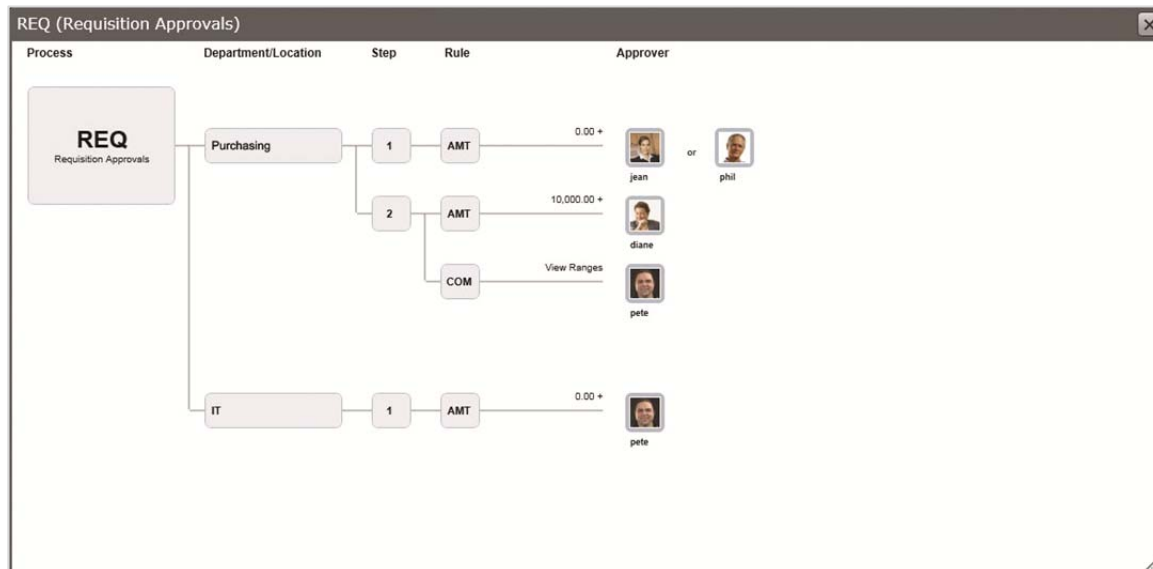 REQ (Requisition Approvals)
Process Department/Location Step Rule Approver
REQ
Requisition Approvals
Purchasing 1 AMT 0.00 + or
jean phil
2 AMT 10,000.00 +
diane
COM View Ranges
pete
IT 1 AMT 0.00 +
pete